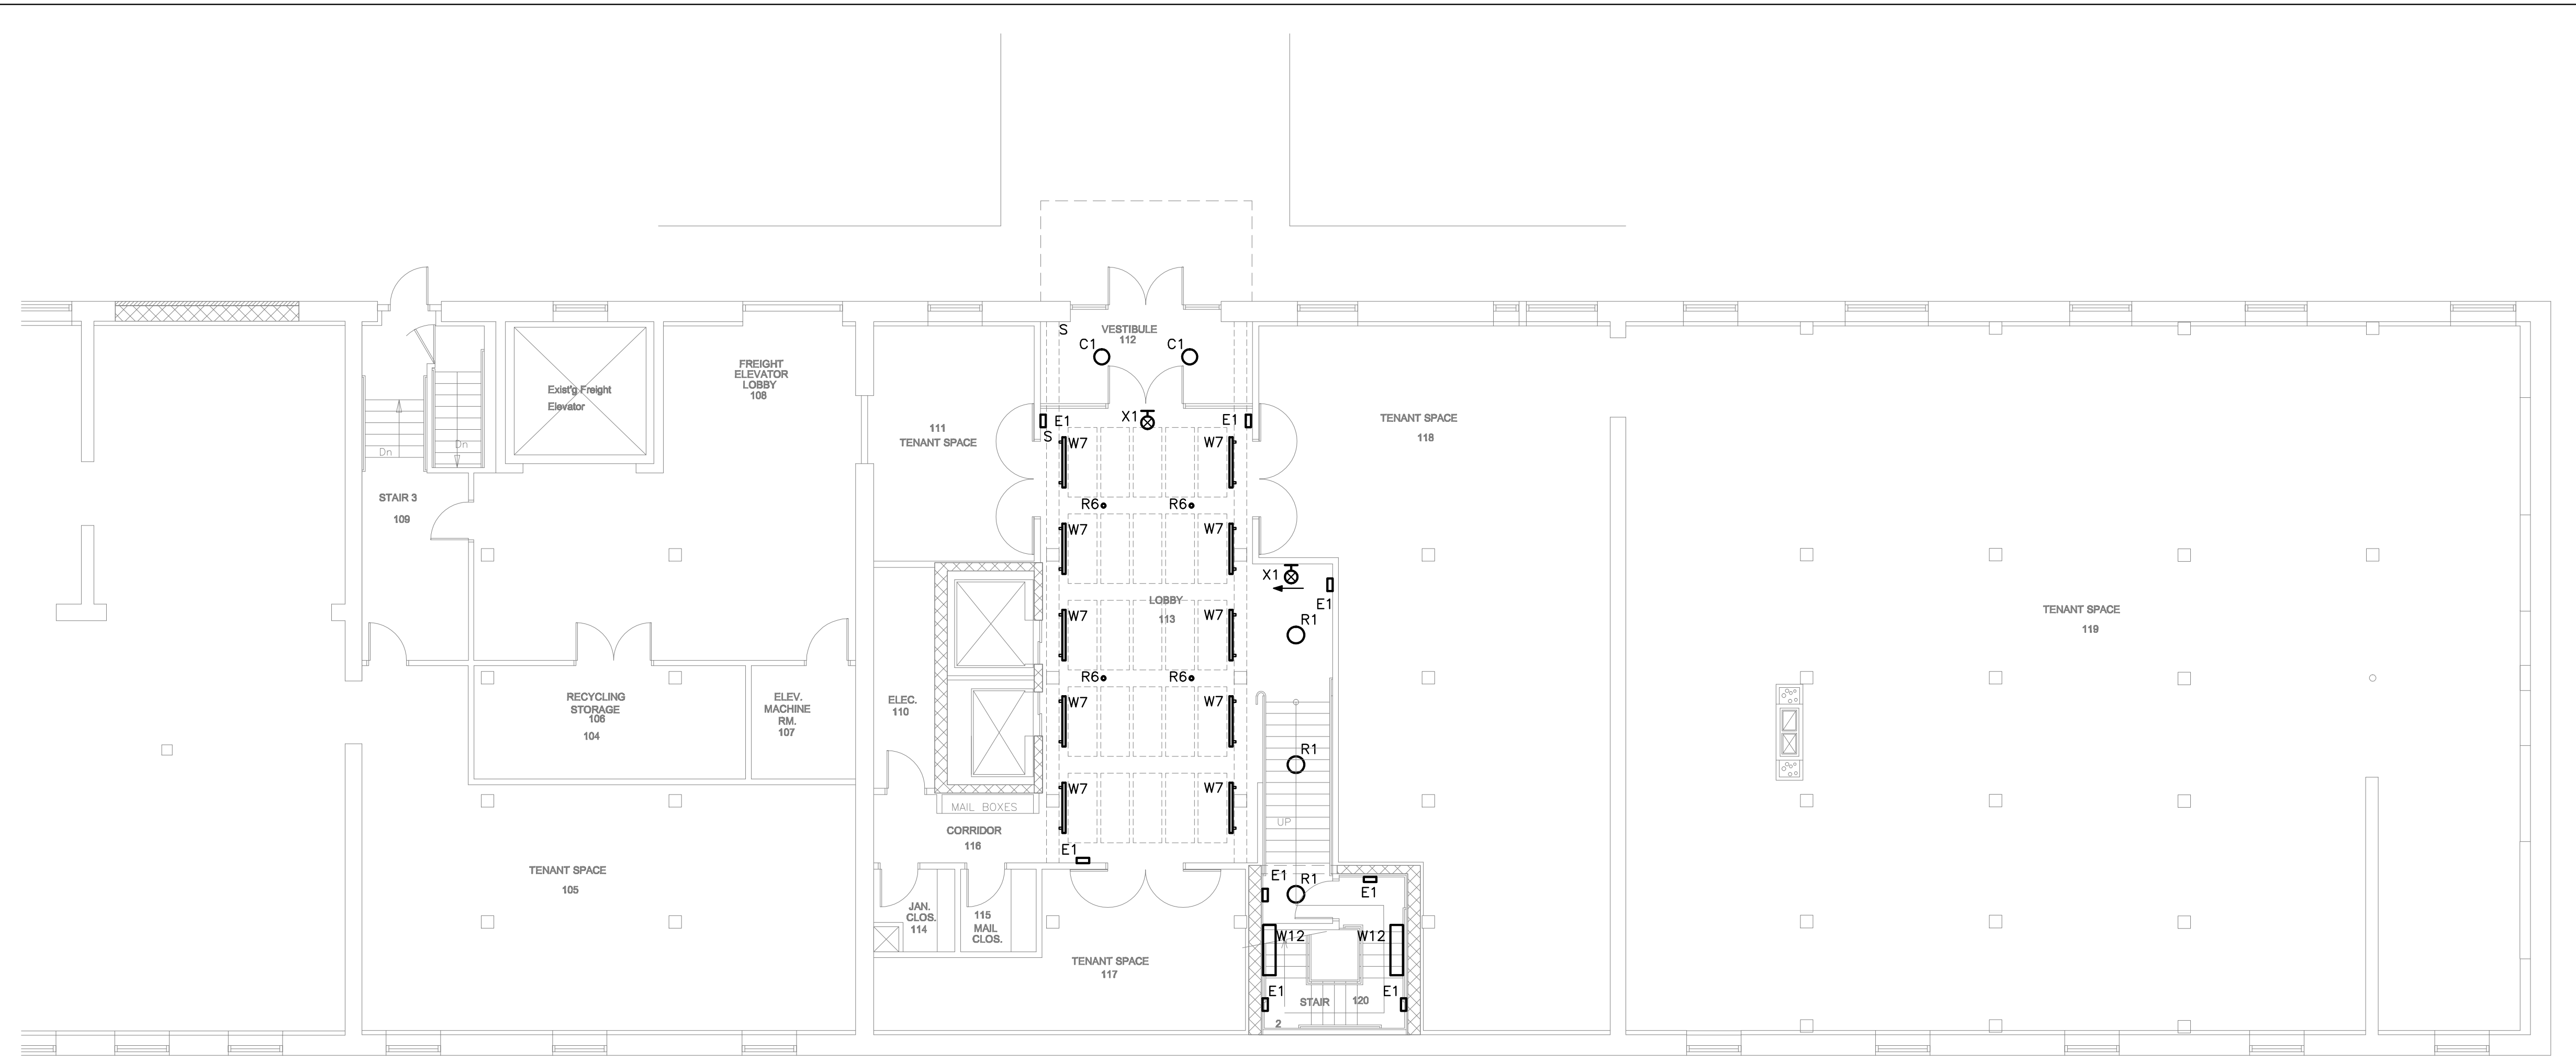 S
VESTIBULE
112
C1
C1
FREIGHT
ELEVATOR
LOBBY
108
Exist'g Freight
Elevator
X1
E1
E1
S
111
TENANT SPACE
TENANT SPACE
118
Dn
Dn
W7
W7
STAIR 3
109
R6
R6
W7
W7
X1
E1
LOBBY
113
TENANT SPACE
119
W7
W7
R1
R6
R6
RECYCLING
STORAGE
106
104
ELEV.
MACHINE
RM.
107
ELEC.
110
W7
W7
R1
W7
W7
MAIL BOXES
UP
CORRIDOR
116
E1
TENANT SPACE
105
E1
R1
E1
JAN.
CLOS.
114
115
MAIL
CLOS.
W12
W12
TENANT SPACE
117
E1
E1
STAIR
120
2